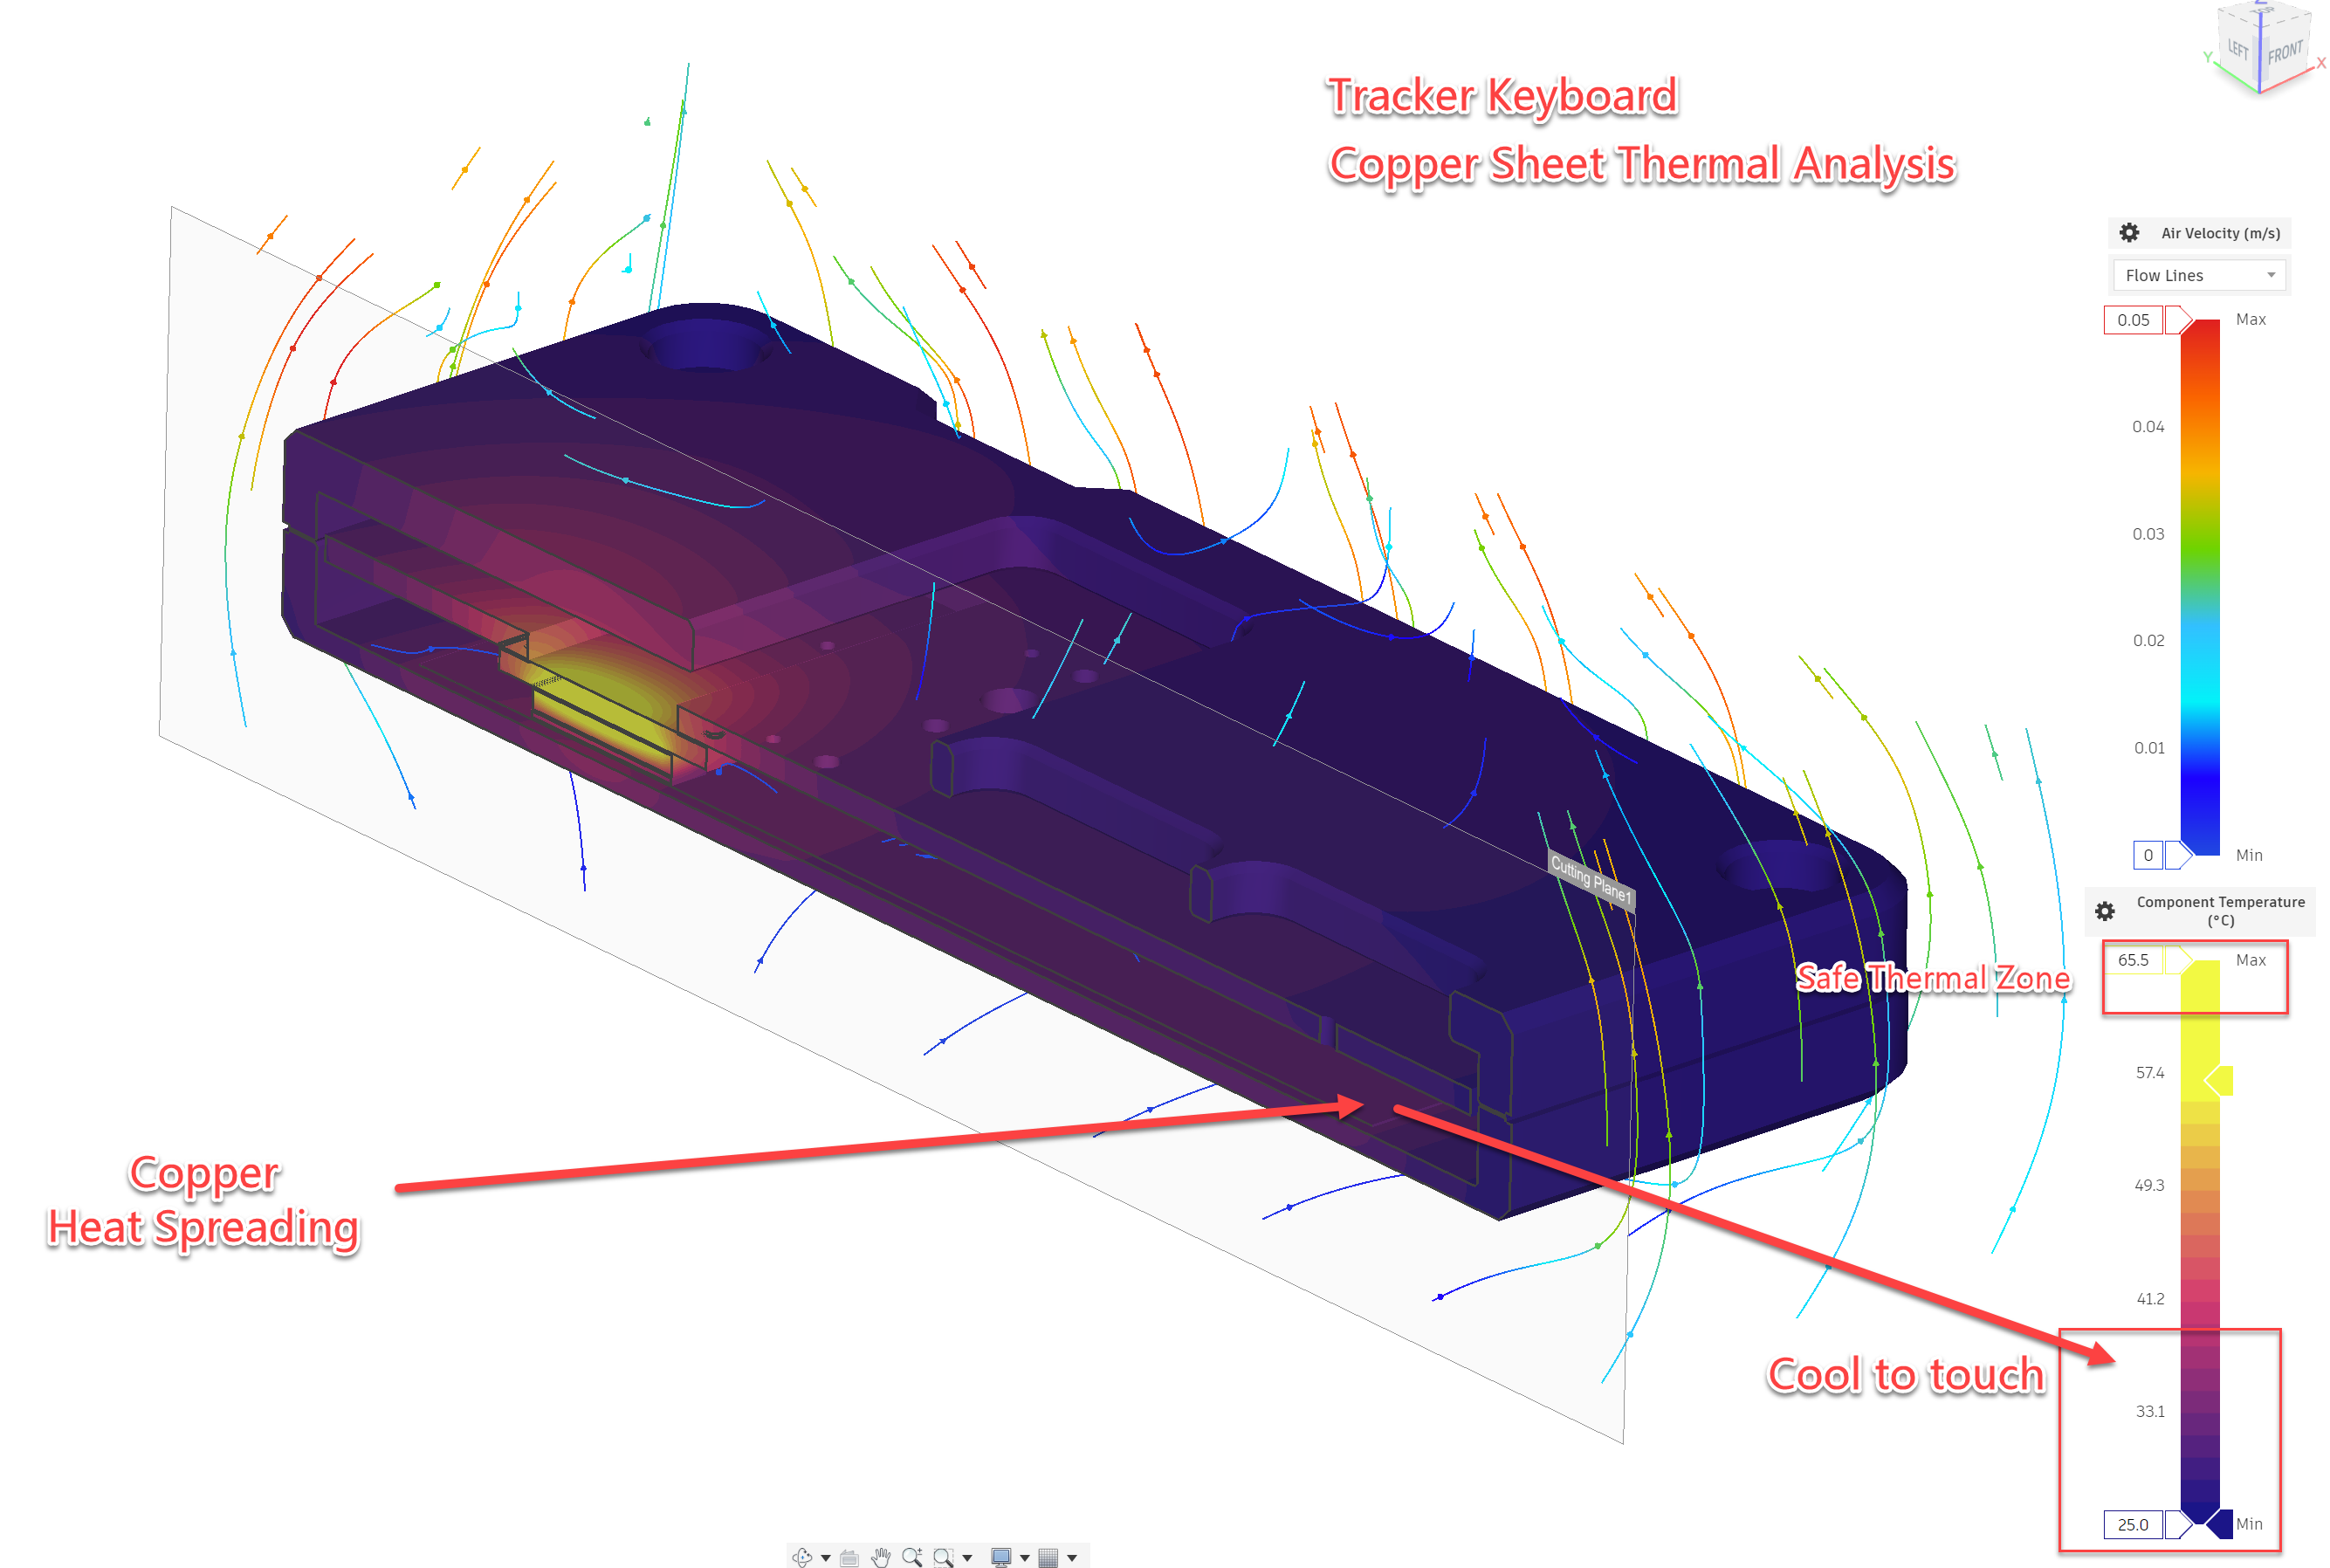 Z
TOP
LEFT
FRONT
Y
X
Tracker Keyboard
Copper Sheet Thermal Analysis
Air Velocity (m/s)
Flow Lines
0.05
Max
0.04
0.03
0.02
0.01
0
Min
Cutting Plane1
Component Temperature
(°C)
65.5
Max
Safe Thermal Zone
57.4
49.3
41.2
33.1
25.0
Min
Copper
Heat Spreading
Cool to touch